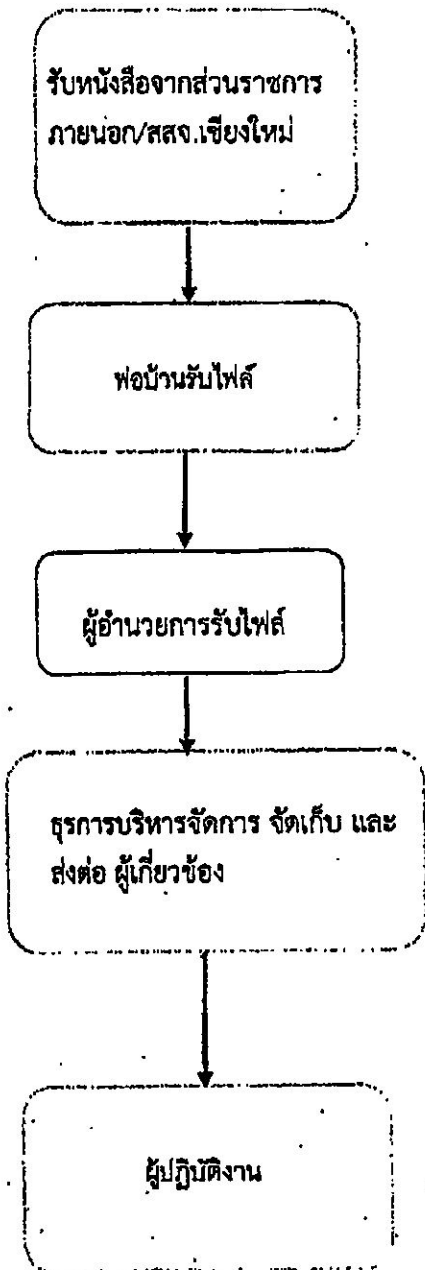 รับหนังสือจากส่วนราชการ
ภายนอก/สสจ.เชียงใหม่
พ่อบ้านรับไฟล์
ผู้อำนวยการรับไฟล์
ธุรการบริหารจัดการ จัดเก็บ และ
ส่งต่อ ผู้เกี่ยวข้อง
ผู้ปฏิบัติงาน